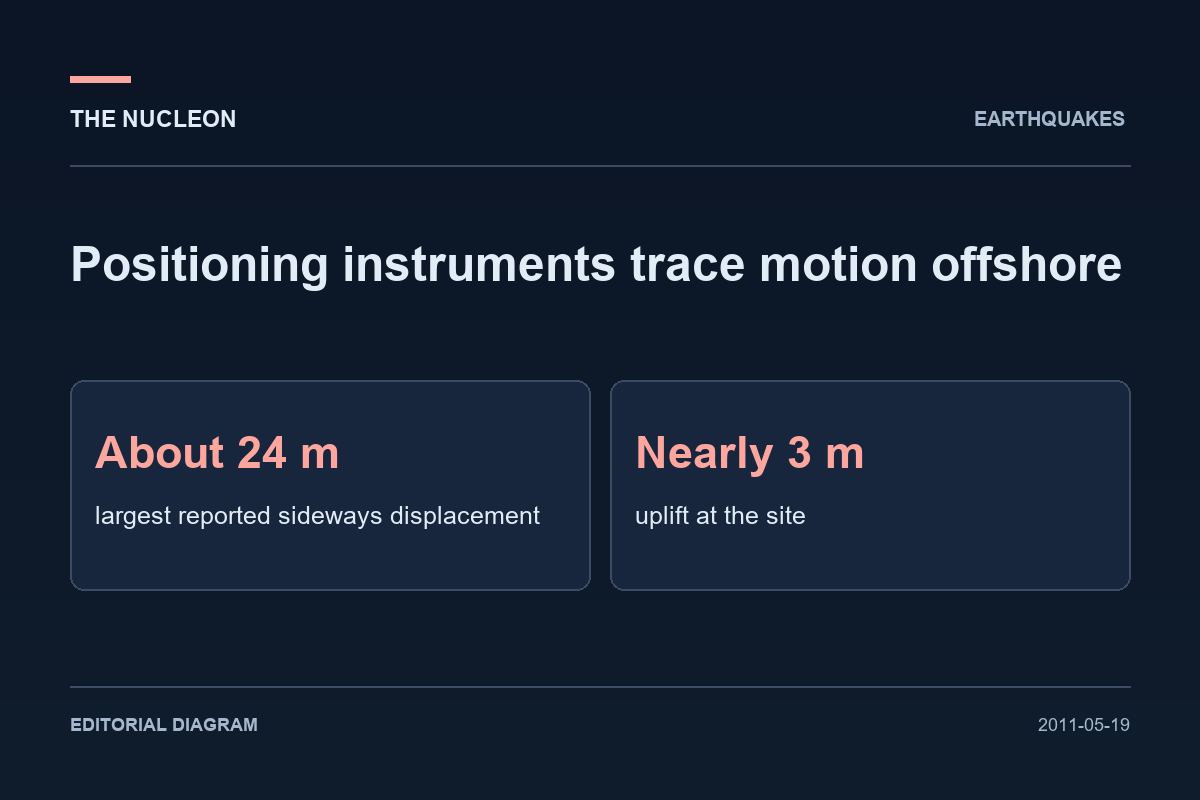 THE NUCLEON
EARTHQUAKES
Positioning instruments trace motion offshore
About 24 m
largest reported sideways displacement
Nearly 3 m
uplift at the site
EDITORIAL DIAGRAM
2011-05-19